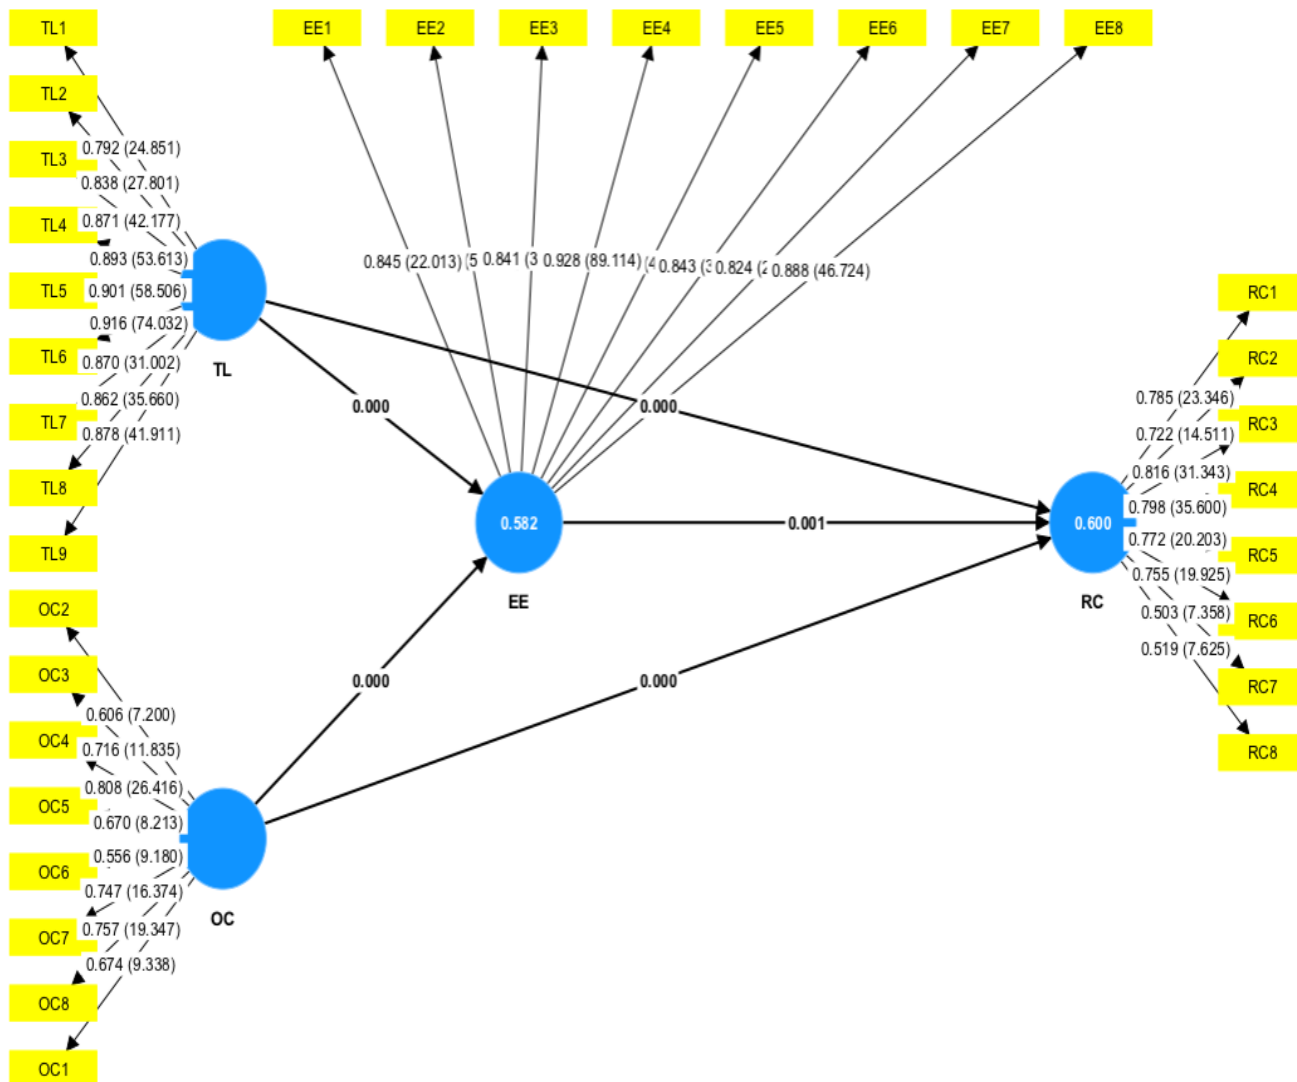 TL1
TL2
TL3
TL4
TL5
TL6
TL7
TL8
TL9
0.792 (24.851)
0.838 (27.801)
0.871 (42.177)
0.893 (53.613)
0.901 (58.506)
0.916 (74.032)
0.870 (31.002)
0.862 (35.660)
0.878 (41.911)
TL
EE1 EE2 EE3 EE4 EE5 EE6 EE7 EE8
0.845 (22.013) (5 0.841 (3 0.928 (89.114) (4 0.843 (3 0.824 (2 0.888 (46.724)
0.000
0.000
0.582
EE
0.001
0.600
RC
0.000
0.000
RC1
RC2
RC3
RC4
RC5
RC6
RC7
RC8
0.785 (23.346)
0.722 (14.511)
0.816 (31.343)
0.798 (35.600)
0.772 (20.203)
0.755 (19.925)
0.503 (7.358)
0.519 (7.625)
OC2
OC3
OC4
OC5
OC6
OC7
OC8
OC1
0.606 (7.200)
0.716 (11.835)
0.808 (26.416)
0.670 (8.213)
0.556 (9.180)
0.747 (16.374)
0.757 (19.347)
0.674 (9.338)
OC